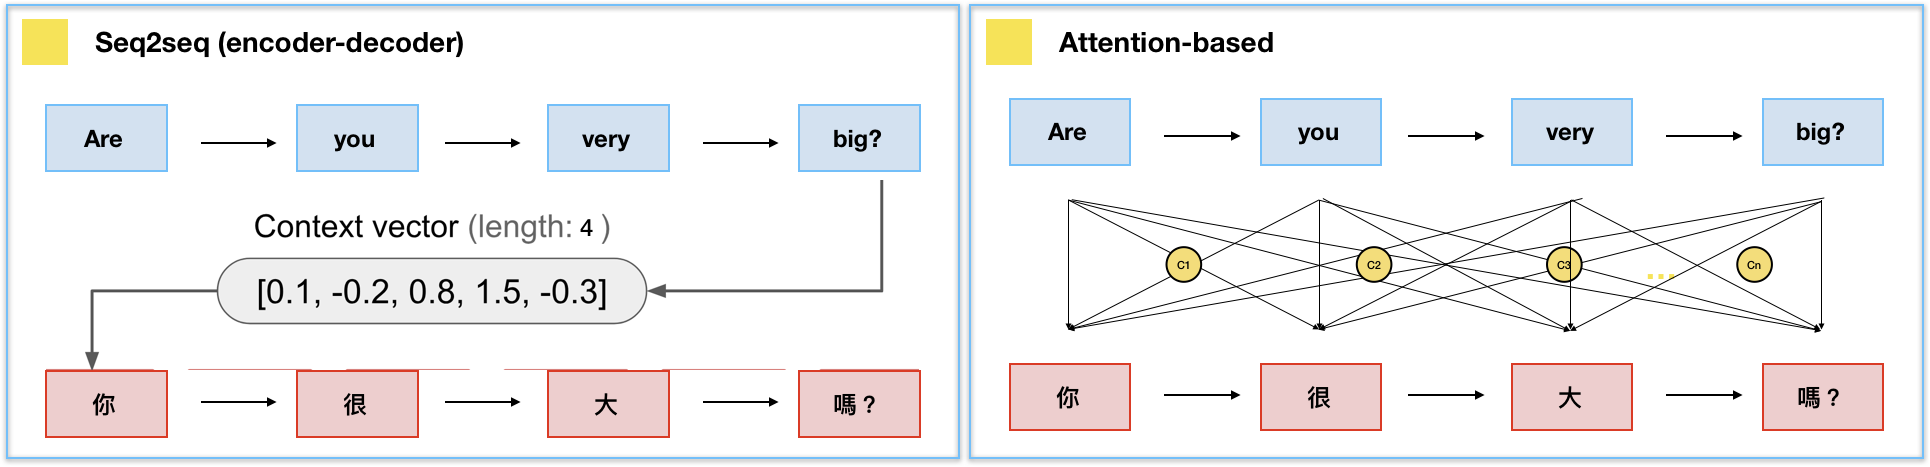 Seq2seq (encoder-decoder)
Are
you
very
big?
Context vector (length: 4 )
[0.1, -0.2, 0.8, 1.5, -0.3]
你
很
大
嗎？
Attention-based
Are
you
very
big?
C1
C2
C3
...
Cn
你
很
大
嗎？